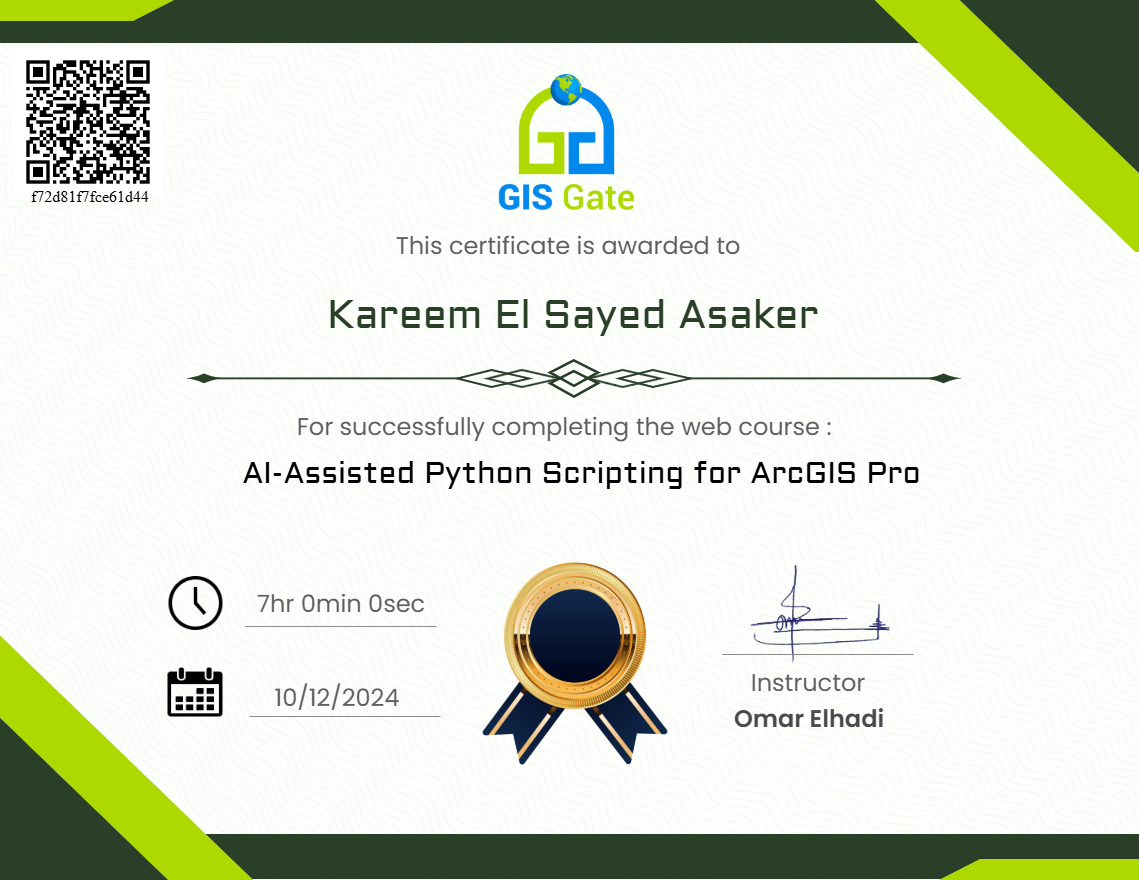 f72d81f7fce61d44
GIS Gate
This certificate is awarded to
Kareem El Sayed Asaker
For successfully completing the web course :
AI-Assisted Python Scripting for ArcGIS Pro
7hr 0min 0sec
10/12/2024
Instructor
Omar Elhadi